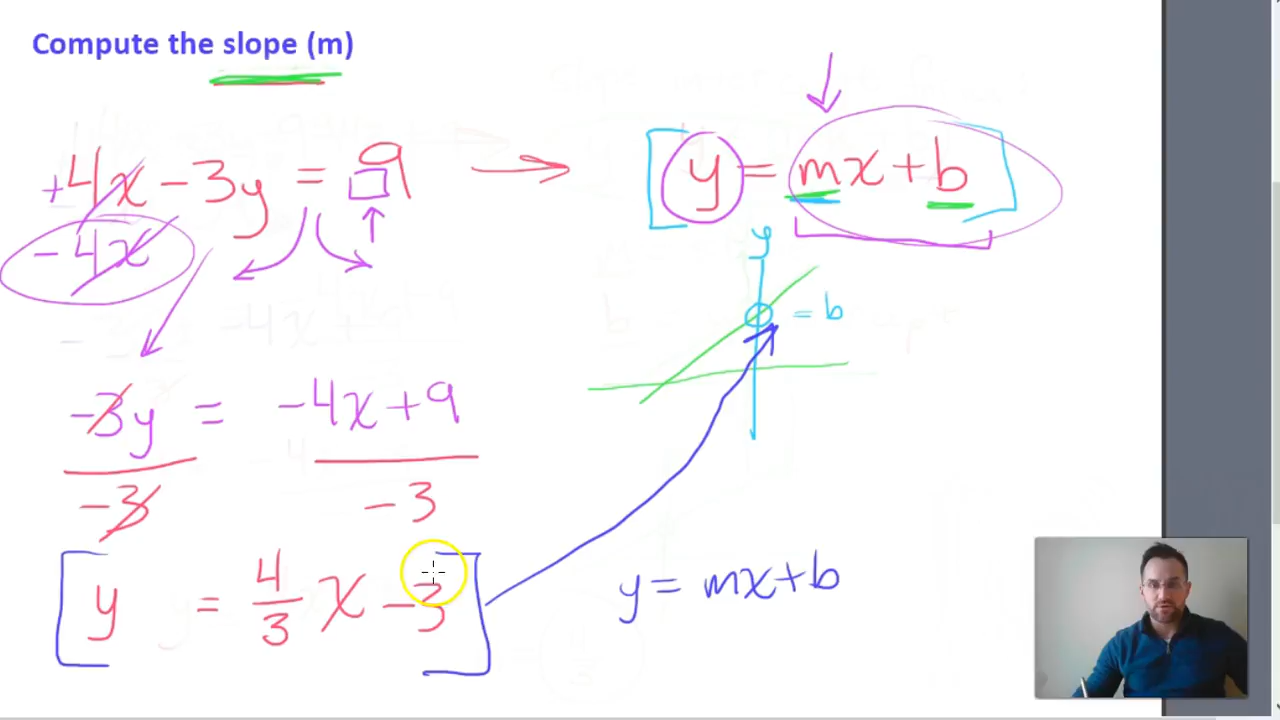 Compute the slope (m)
+4x - 3y = 9
y = mx + b
-4x
y
= b
-3y = -4x + 9
-3 -3
y = 4/3 x - 3
y = mx + b